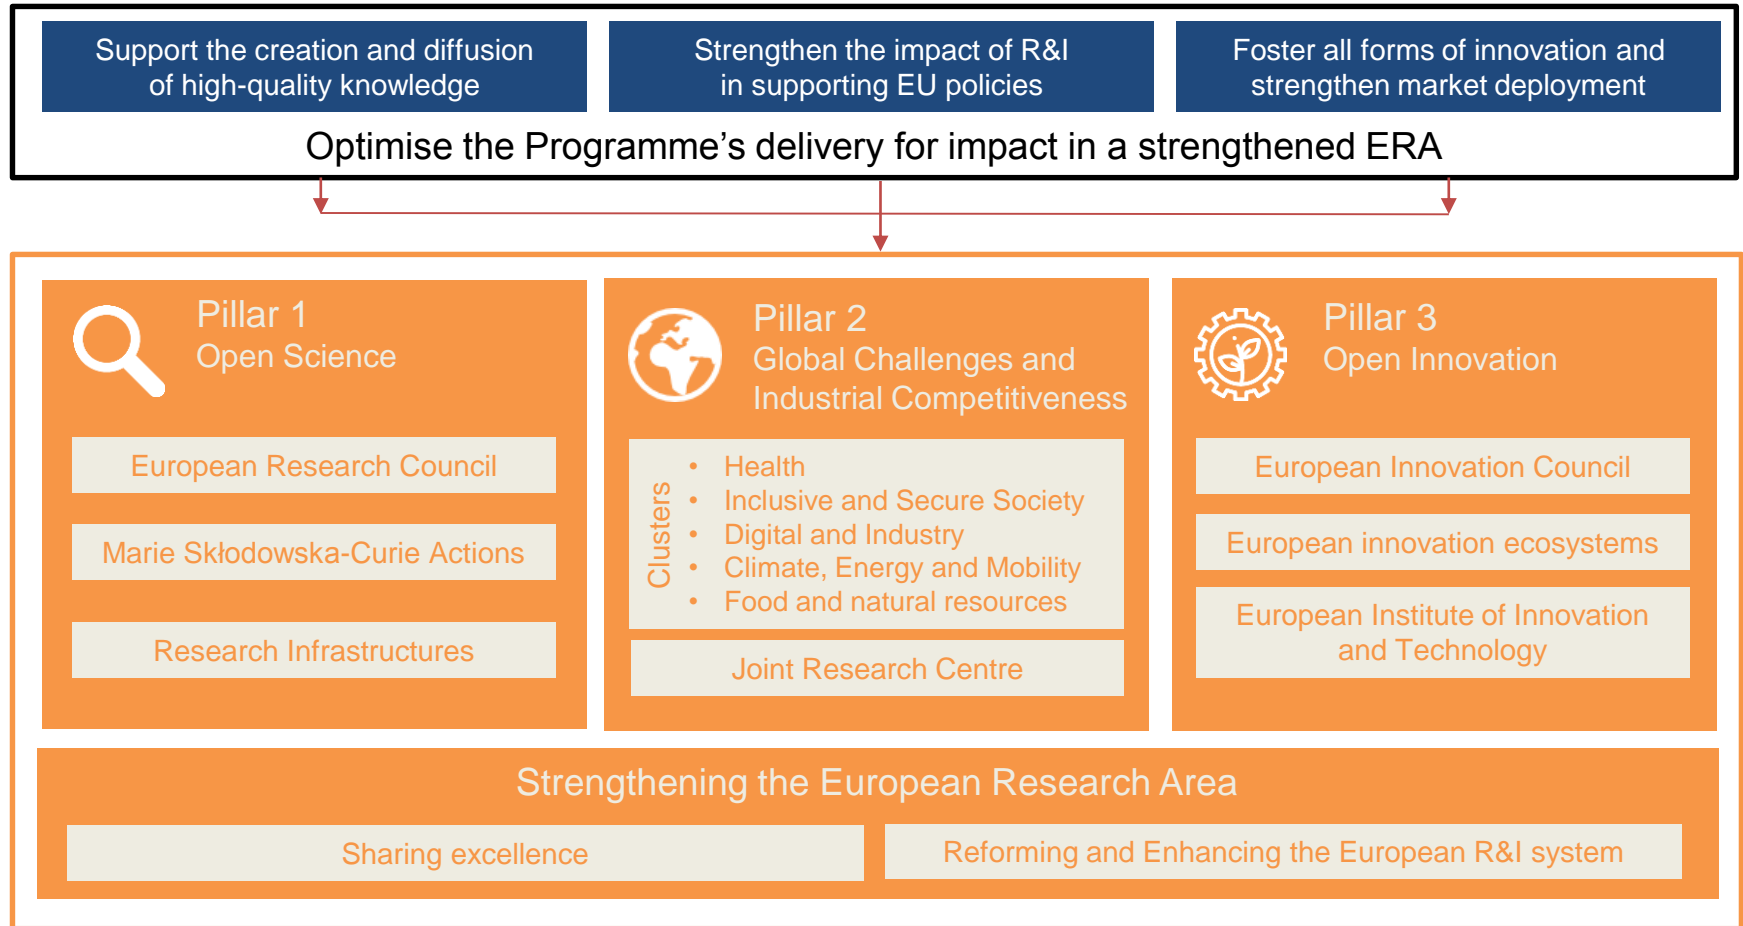 Support the creation and diffusion
of high-quality knowledge
Strengthen the impact of R&I
in supporting EU policies
Foster all forms of innovation and
strengthen market deployment
Optimise the Programme’s delivery for impact in a strengthened ERA
Pillar 1
Open Science
European Research Council
Marie Skłodowska-Curie Actions
Research Infrastructures
Pillar 2
Global Challenges and
Industrial Competitiveness
Clusters
• Health
• Inclusive and Secure Society
• Digital and Industry
• Climate, Energy and Mobility
• Food and natural resources
Joint Research Centre
Pillar 3
Open Innovation
European Innovation Council
European innovation ecosystems
European Institute of Innovation
and Technology
Strengthening the European Research Area
Sharing excellence
Reforming and Enhancing the European R&I system